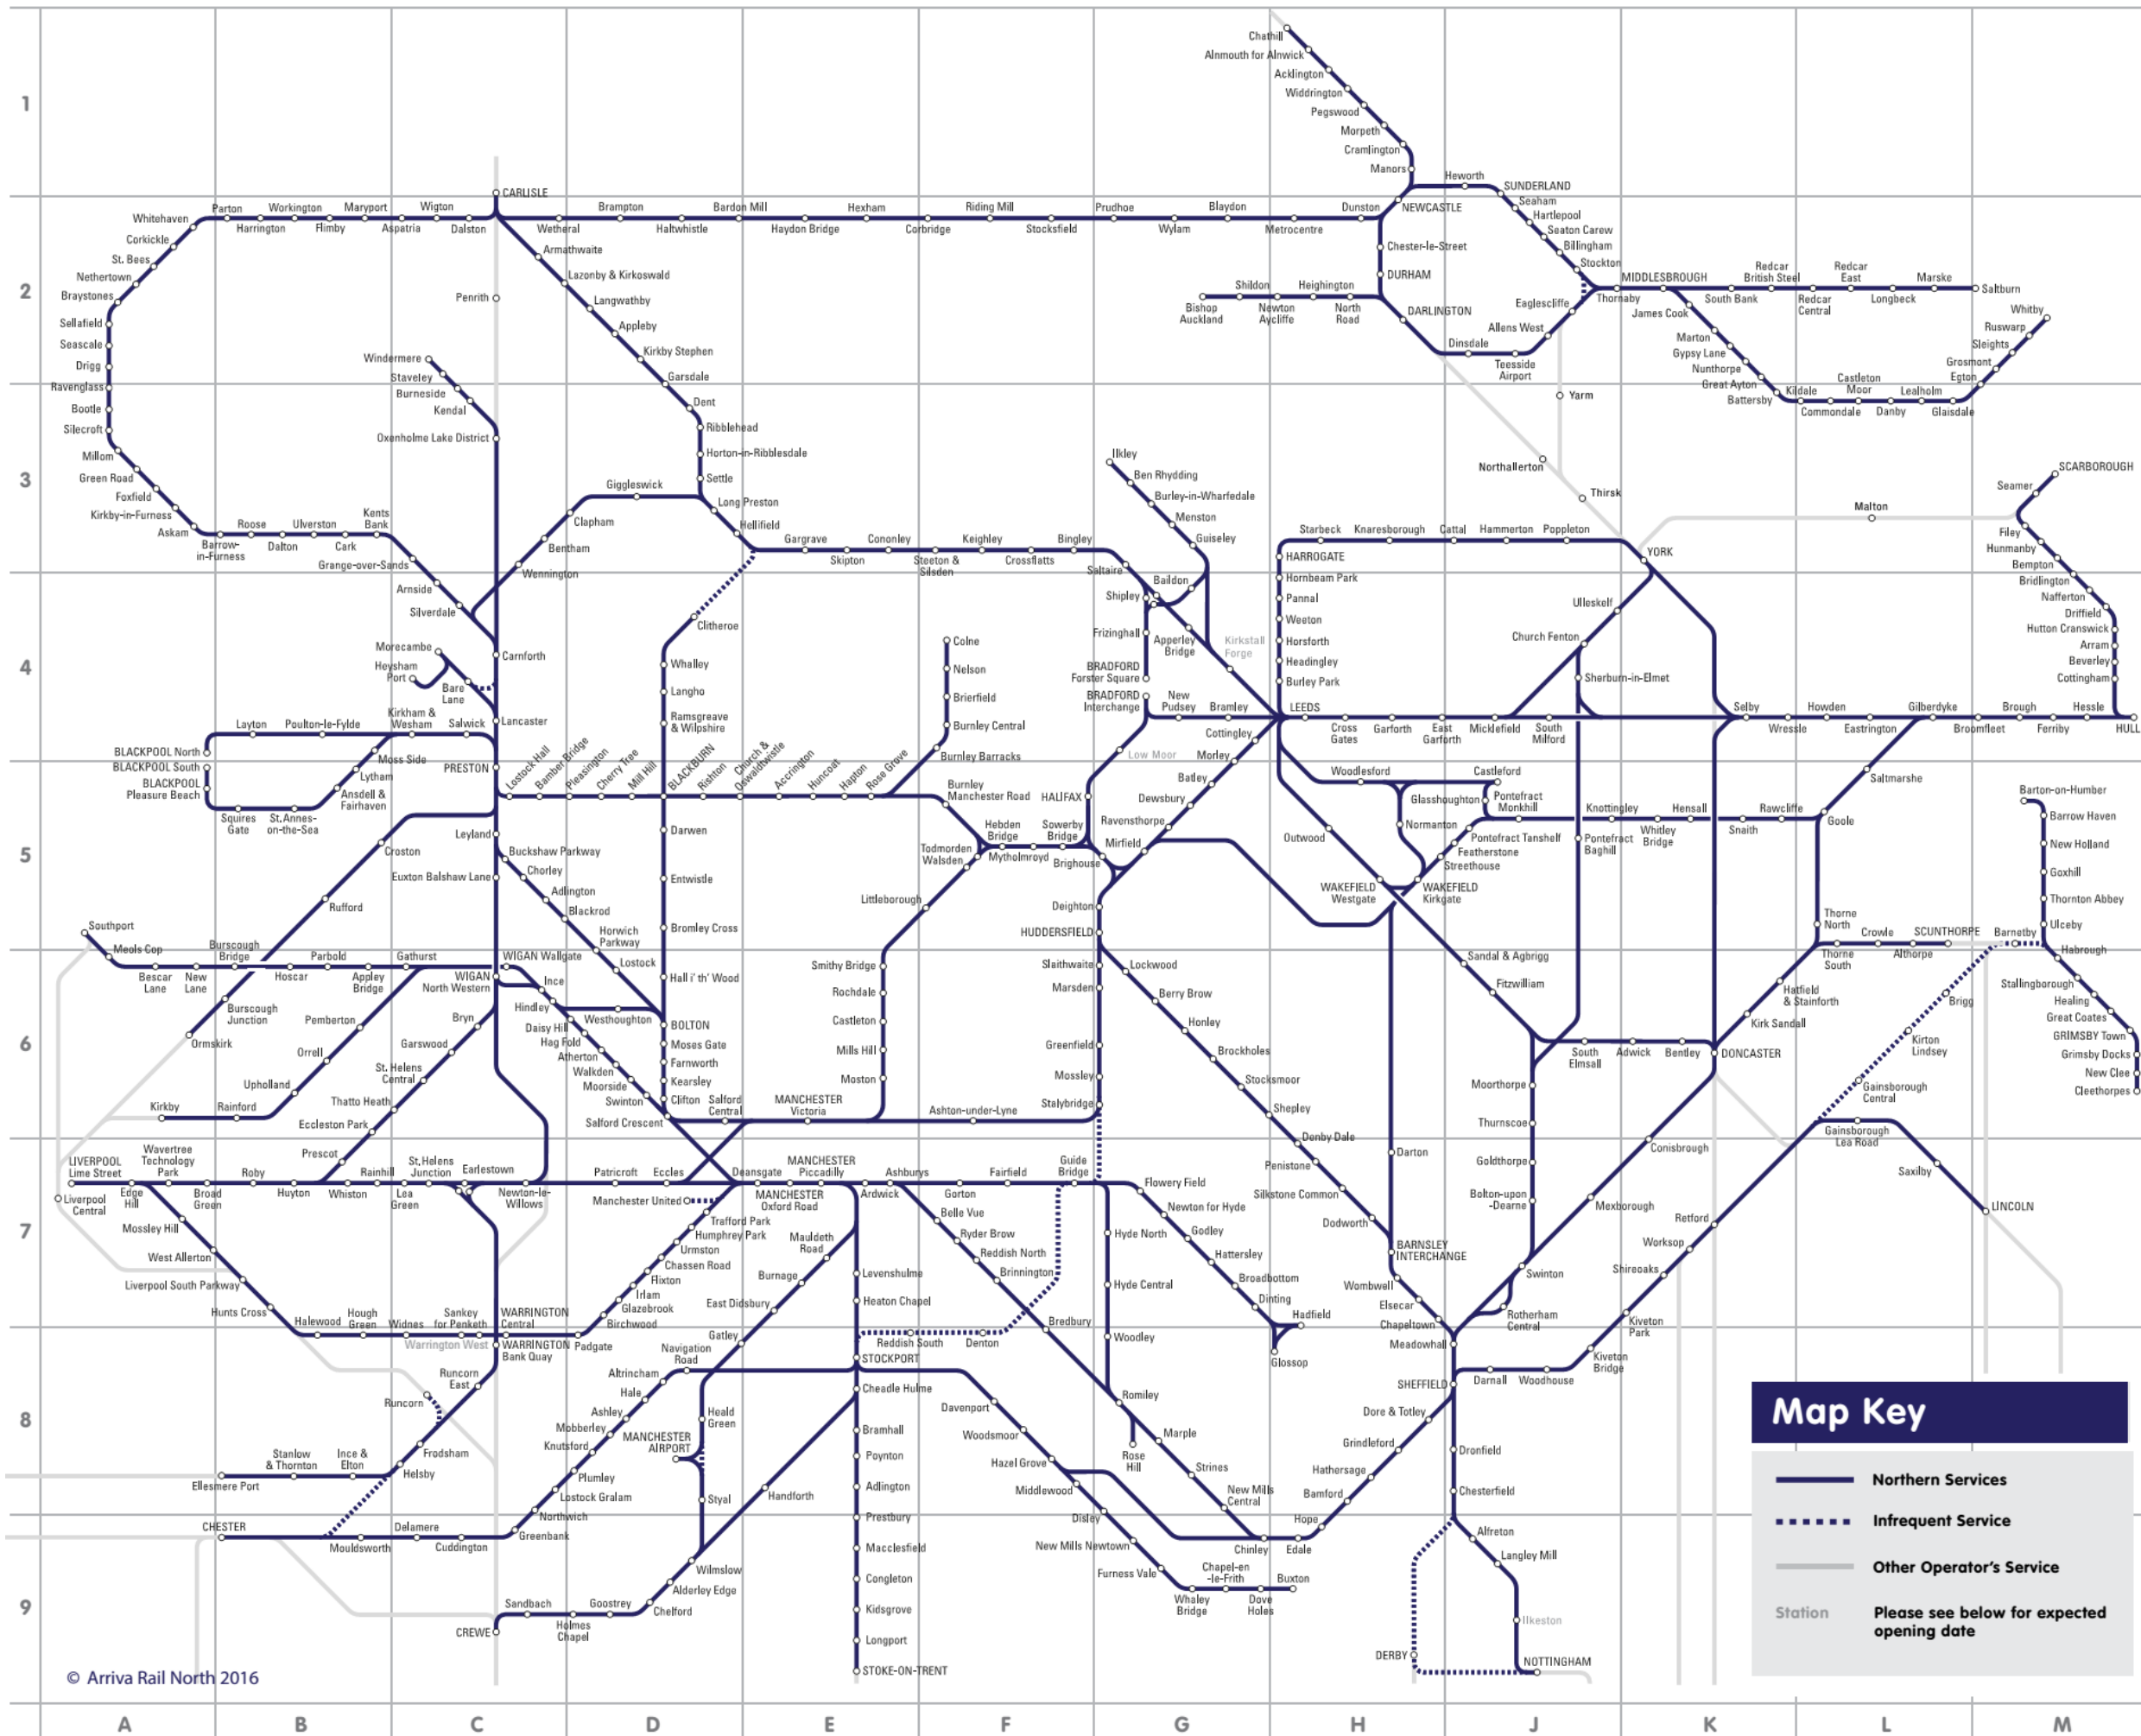 1
2
3
4
5
6
7
8
9
A
B
C
D
E
F
G
H
J
K
L
M
Chathill
Alnmouth for Alnwick
Acklington
Widdrington
Pegswood
Morpeth
Cramlington
Manors
Heworth
SUNDERLAND
Seaham
Hartlepool
Seaton Carew
Billingham
Stockton
NEWCASTLE
Chester-le-Street
DURHAM
DARLINGTON
Dinsdale
Teesside
Airport
Allens West
Eaglescliffe
Thornaby
MIDDLESBROUGH
South Bank
Redcar
British Steel
Redcar
Central
Redcar
East
Longbeck
Marske
Saltburn
James Cook
Marton
Gypsy Lane
Nunthorpe
Great Ayton
Battersby
Kildale
Commondale
Castleton
Moor
Danby
Lealholm
Glaisdale
Egton
Grosmont
Sleights
Ruswarp
Whitby
Bishop
Auckland
Shildon
Newton
Aycliffe
Heighington
North
Road
Yarm
Northallerton
Thirsk
Malton
SCARBOROUGH
Seamer
Filey
Hunmanby
Bempton
Bridlington
Nafferton
Driffield
Hutton Cranswick
Arram
Beverley
Cottingham
HULL
CARLISLE
Wetheral
Brampton
Haltwhistle
Bardon Mill
Haydon Bridge
Hexham
Corbridge
Riding Mill
Stocksfield
Prudhoe
Wylam
Blaydon
Metrocentre
Dunston
Dalston
Wigton
Aspatria
Maryport
Flimby
Workington
Harrington
Parton
Whitehaven
Corkickle
St. Bees
Nethertown
Braystones
Sellafield
Seascale
Drigg
Ravenglass
Bootle
Silecroft
Millom
Green Road
Foxfield
Kirkby-in-Furness
Askam
Barrow-
in-Furness
Roose
Dalton
Ulverston
Cark
Kents
Bank
Grange-over-Sands
Arnside
Silverdale
Carnforth
Penrith
Windermere
Staveley
Burneside
Kendal
Oxenholme Lake District
Armathwaite
Lazonby & Kirkoswald
Langwathby
Appleby
Kirkby Stephen
Garsdale
Dent
Ribblehead
Horton-in-Ribblesdale
Settle
Long Preston
Hellifield
Giggleswick
Clapham
Bentham
Wennington
Gargrave
Skipton
Cononley
Steeton &
Silsden
Keighley
Crossflatts
Bingley
Saltaire
Shipley
Frizinghall
BRADFORD
Forster Square
BRADFORD
Interchange
New
Pudsey
Bramley
LEEDS
Ilkley
Ben Rhydding
Burley-in-Wharfedale
Menston
Guiseley
Baildon
Apperley
Bridge
Kirkstall
Forge
Low Moor
HARROGATE
Starbeck
Knaresborough
Cattal
Hammerton
Poppleton
YORK
Hornbeam Park
Pannal
Weeton
Horsforth
Headingley
Burley Park
Ulleskelf
Church Fenton
Sherburn-in-Elmet
Cross
Gates
Garforth
East
Garforth
Micklefield
South
Milford
Selby
Wressle
Howden
Eastrington
Gilberdyke
Broomfleet
Brough
Ferriby
Hessle
Saltmarshe
Goole
Rawcliffe
Snaith
Hensall
Whitley
Bridge
Knottingley
Pontefract
Monkhill
Pontefract Tanshelf
Pontefract
Baghill
Featherstone
Streethouse
Castleford
Glasshoughton
Woodlesford
Normanton
Outwood
WAKEFIELD
Westgate
WAKEFIELD
Kirkgate
Cottingley
Morley
Batley
Dewsbury
Ravensthorpe
Mirfield
Brighouse
HALIFAX
Sowerby
Bridge
Mytholmroyd
Hebden
Bridge
Todmorden
Walsden
Littleborough
Burnley
Manchester Road
Morecambe
Heysham
Port
Bare
Lane
Lancaster
Clitheroe
Whalley
Langho
Ramsgreave
& Wilpshire
BLACKBURN
Colne
Nelson
Brierfield
Burnley Central
Burnley Barracks
Lostock Hall
Bamber Bridge
Pleasington
Cherry Tree
Mill Hill
Rishton
Church &
Oswaldtwistle
Accrington
Huncoat
Hapton
Rose Grove
BLACKPOOL North
BLACKPOOL South
BLACKPOOL
Pleasure Beach
Layton
Poulton-le-Fylde
Kirkham &
Wesham
Salwick
Moss Side
Lytham
Ansdell &
Fairhaven
Squires
Gate
St.Annes-
on-the-Sea
PRESTON
Leyland
Croston
Rufford
Euxton Balshaw Lane
Buckshaw Parkway
Chorley
Adlington
Blackrod
Horwich
Parkway
Lostock
Darwen
Entwistle
Bromley Cross
Hall i' th' Wood
BOLTON
Moses Gate
Farnworth
Kearsley
Clifton
Salford
Central
Salford Crescent
MANCHESTER
Victoria
Southport
Meols Cop
Bescar
Lane
New
Lane
Burscough
Bridge
Hoscar
Parbold
Appley
Bridge
Gathurst
WIGAN Wallgate
WIGAN
North Western
Ince
Hindley
Westhoughton
Daisy Hill
Hag Fold
Atherton
Walkden
Moorside
Swinton
Burscough
Junction
Ormskirk
Pemberton
Orrell
Upholland
Rainford
Kirkby
Bryn
Garswood
St. Helens
Central
Thatto Heath
Eccleston Park
Prescot
Smithy Bridge
Rochdale
Castleton
Mills Hill
Moston
Ashton-under-Lyne
Stalybridge
Mossley
Greenfield
Marsden
Slaithwaite
HUDDERSFIELD
Deighton
Lockwood
Berry Brow
Honley
Brockholes
Stocksmoor
Shepley
Denby Dale
Penistone
Silkstone Common
Dodworth
BARNSLEY
INTERCHANGE
Darton
Wombwell
Elsecar
Chapeltown
Meadowhall
SHEFFIELD
Sandal & Agbrigg
Fitzwilliam
South
Elmsall
Adwick
Bentley
DONCASTER
Moorthorpe
Thurnscoe
Goldthorpe
Bolton-upon
-Dearne
Swinton
Rotherham
Central
Mexborough
Conisbrough
Kirk Sandall
Hatfield
& Stainforth
Thorne
North
Thorne
South
Crowle
Althorpe
SCUNTHORPE
Barnetby
Barton-on-Humber
Barrow Haven
New Holland
Goxhill
Thornton Abbey
Ulceby
Habrough
Stallingborough
Healing
Great Coates
GRIMSBY Town
Grimsby Docks
New Clee
Cleethorpes
Brigg
Kirton
Lindsey
Gainsborough
Central
Gainsborough
Lea Road
Saxilby
LINCOLN
Retford
Worksop
Shireoaks
Kiveton
Park
Kiveton
Bridge
Woodhouse
Darnall
LIVERPOOL
Lime Street
Liverpool
Central
Edge
Hill
Wavertree
Technology
Park
Broad
Green
Roby
Huyton
Whiston
Rainhill
Lea
Green
St.Helens
Junction
Earlestown
Newton-le-
Willows
Patricroft
Eccles
Manchester United
Deansgate
MANCHESTER
Oxford Road
MANCHESTER
Piccadilly
Ardwick
Ashburys
Gorton
Fairfield
Guide
Bridge
Flowery Field
Newton for Hyde
Godley
Hattersley
Broadbottom
Dinting
Hadfield
Glossop
Hyde North
Hyde Central
Woodley
Belle Vue
Ryder Brow
Reddish North
Brinnington
Bredbury
Romiley
Rose
Hill
Marple
Strines
New Mills
Central
Chinley
Edale
Hope
Bamford
Hathersage
Grindleford
Dore & Totley
Mossley Hill
West Allerton
Liverpool South Parkway
Hunts Cross
Halewood
Hough
Green
Widnes
Sankey
for Penketh
Warrington West
WARRINGTON
Central
WARRINGTON
Bank Quay
Padgate
Birchwood
Glazebrook
Irlam
Flixton
Chassen Road
Urmston
Humphrey Park
Trafford Park
Mauldeth
Road
Burnage
East Didsbury
Gatley
Heald
Green
MANCHESTER
AIRPORT
Styal
Levenshulme
Heaton Chapel
Reddish South
Denton
STOCKPORT
Cheadle Hulme
Bramhall
Poynton
Adlington
Prestbury
Macclesfield
Congleton
Kidsgrove
Longport
STOKE-ON-TRENT
Handforth
Wilmslow
Alderley Edge
Chelford
Goostrey
Holmes
Chapel
Sandbach
CREWE
Navigation
Road
Altrincham
Hale
Ashley
Mobberley
Knutsford
Plumley
Lostock Gralam
Northwich
Greenbank
Cuddington
Delamere
Mouldsworth
CHESTER
Runcorn
East
Runcorn
Frodsham
Helsby
Ince &
Elton
Stanlow
& Thornton
Ellesmere Port
Davenport
Woodsmoor
Hazel Grove
Middlewood
Disley
New Mills Newtown
Furness Vale
Whaley
Bridge
Chapel-en
-le-Frith
Dove
Holes
Buxton
Dronfield
Chesterfield
Alfreton
Langley Mill
Ilkeston
NOTTINGHAM
DERBY
Map Key
Northern Services
Infrequent Service
Other Operator's Service
Station
Please see below for expected
opening date
© Arriva Rail North 2016